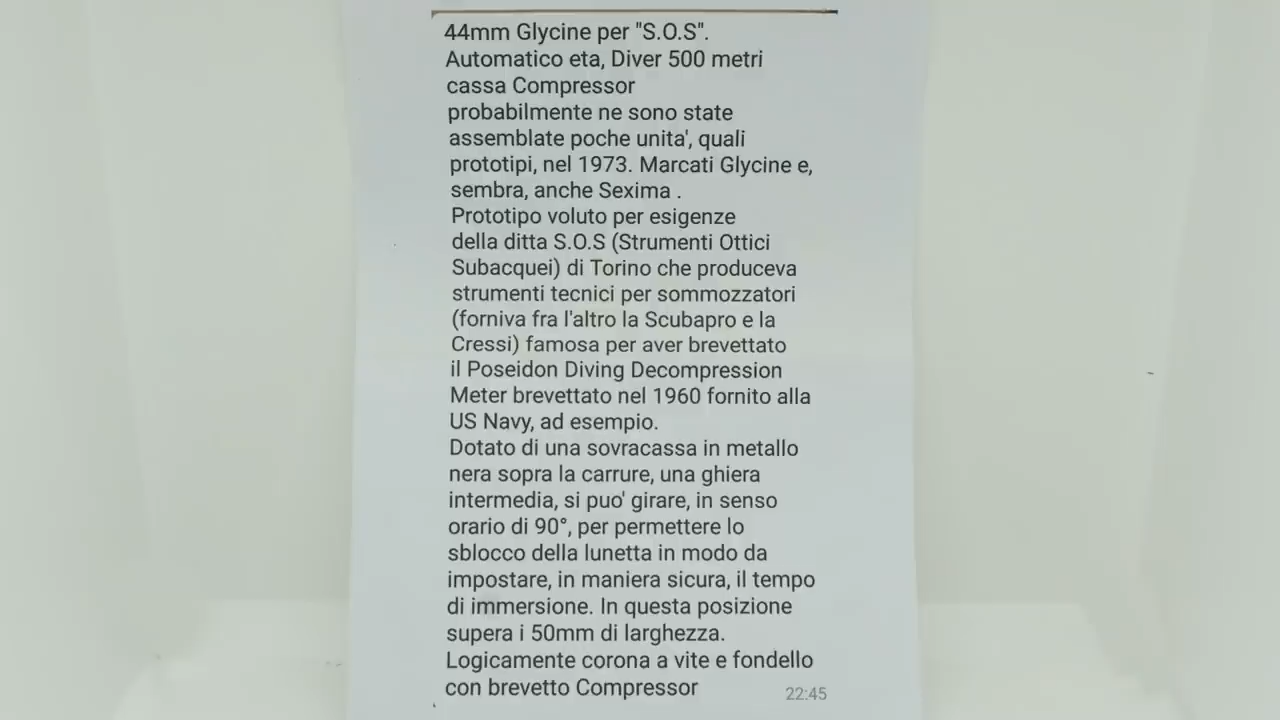 44mm Glycine per "S.O.S".
Automatico eta, Diver 500 metri
cassa Compressor
probabilmente ne sono state
assemblate poche unita', quali
prototipi, nel 1973. Marcati Glycine e,
sembra, anche Sexima .
Prototipo voluto per esigenze
della ditta S.O.S (Strumenti Ottici
Subacquei) di Torino che produceva
strumenti tecnici per sommozzatori
(forniva fra l'altro la Scubapro e la
Cressi) famosa per aver brevettato
il Poseidon Diving Decompression
Meter brevettato nel 1960 fornito alla
US Navy, ad esempio.
Dotato di una sovracassa in metallo
nera sopra la carrure, una ghiera
intermedia, si puo' girare, in senso
orario di 90°, per permettere lo
sblocco della lunetta in modo da
impostare, in maniera sicura, il tempo
di immersione. In questa posizione
supera i 50mm di larghezza.
Logicamente corona a vite e fondello
con brevetto Compressor
22:45